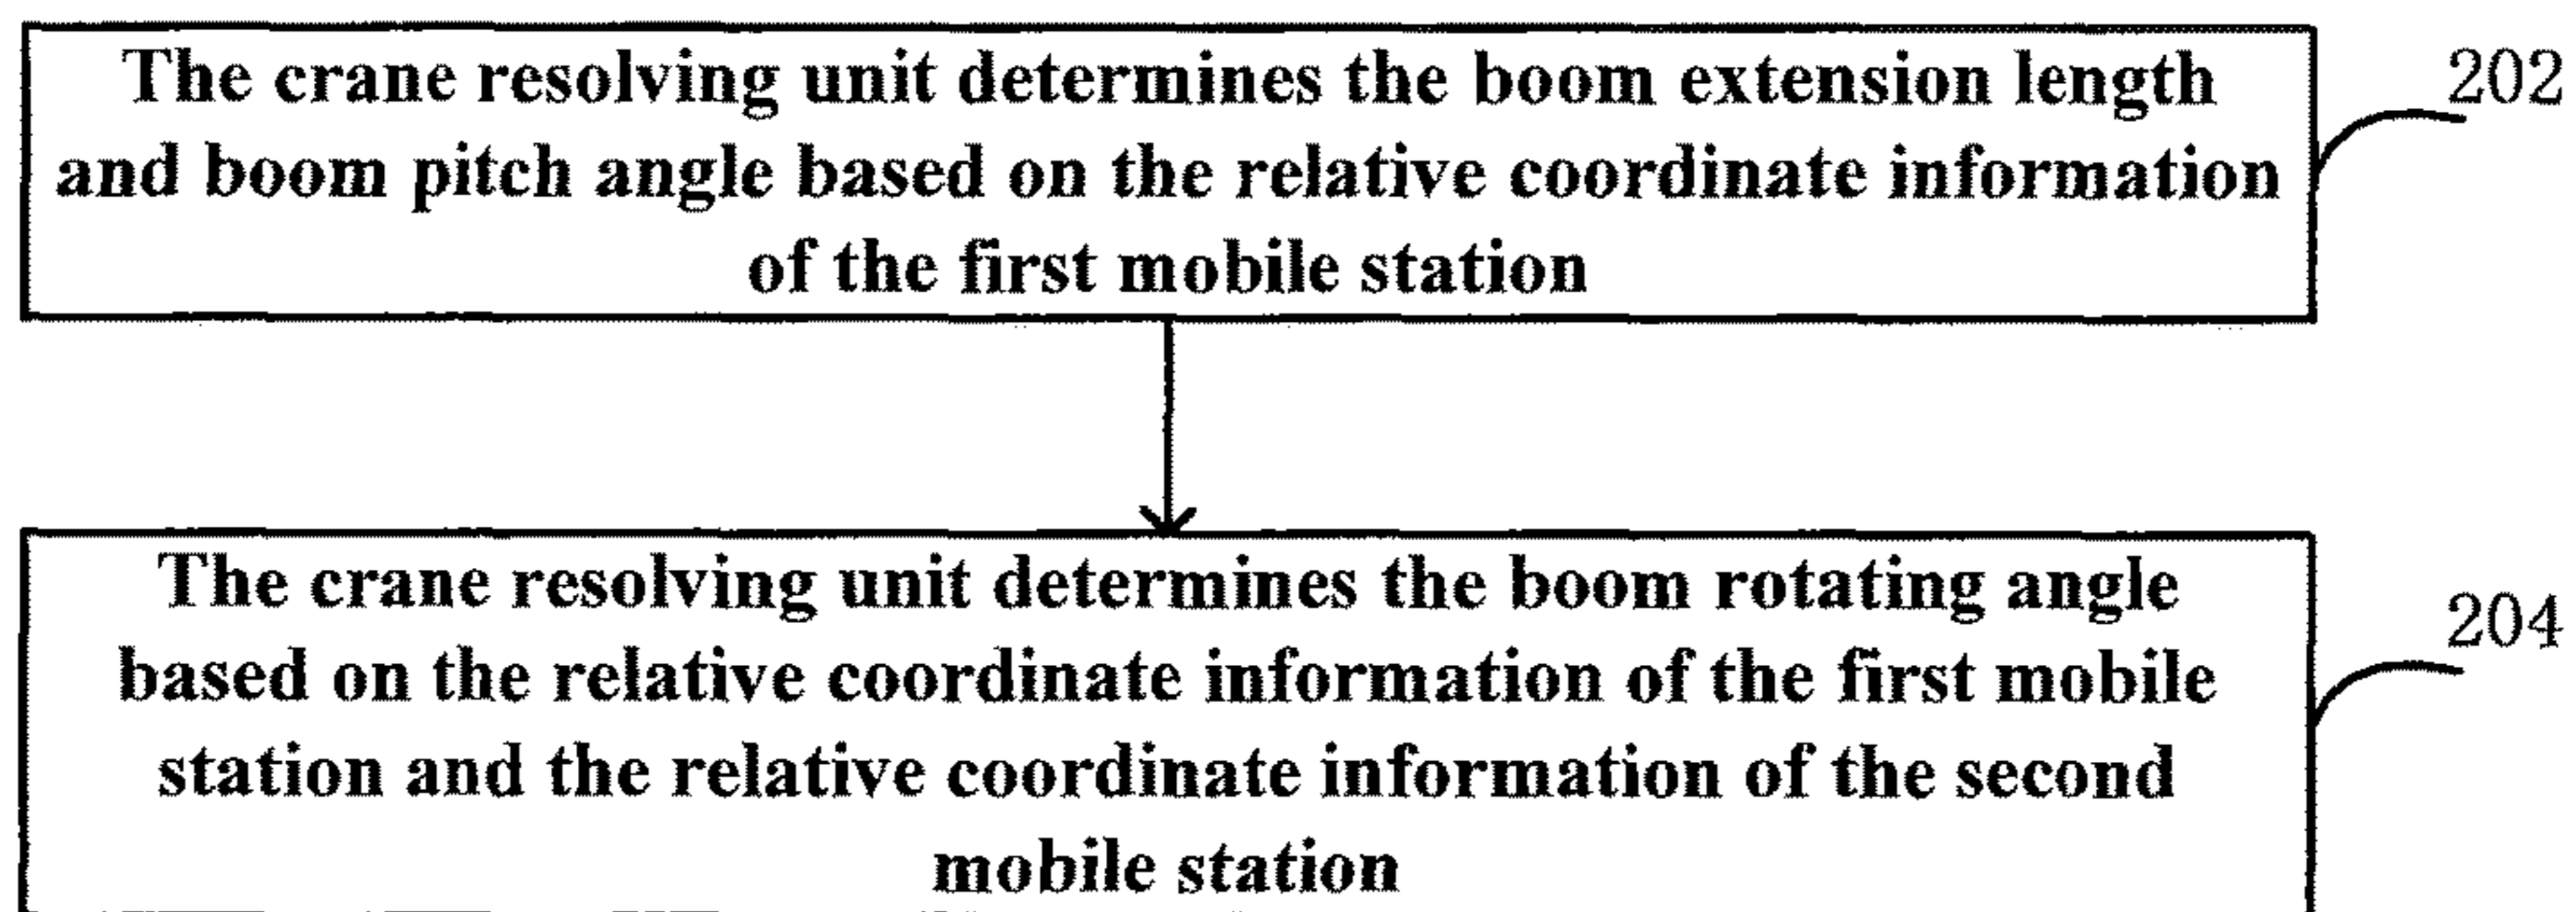 The crane resolving unit determines the boom extension length
and boom pitch angle based on the relative coordinate information
of the first mobile station
202
The crane resolving unit determines the boom rotating angle
based on the relative coordinate information of the first mobile
station and the relative coordinate information of the second
mobile station
204